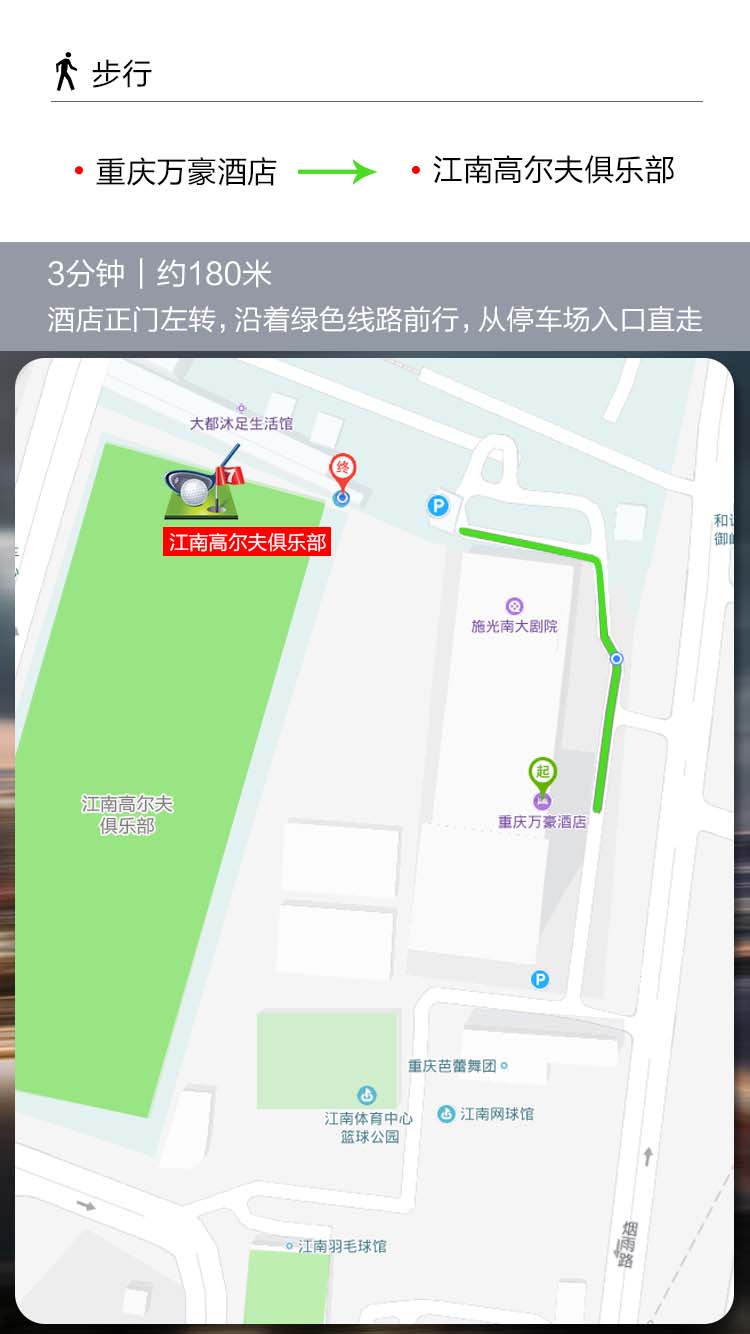 步行
重庆万豪酒店
江南高尔夫俱乐部
3分钟｜约180米
酒店正门左转，沿着绿色线路前行，从停车场入口直走
大都沐足生活馆
7
终
江南高尔夫俱乐部
P
和
御
施光南大剧院
起
重庆万豪酒店
江南高尔夫
俱乐部
P
重庆芭蕾舞团
江南体育中心
篮球公园
江南网球馆
江南羽毛球馆
烟雨路